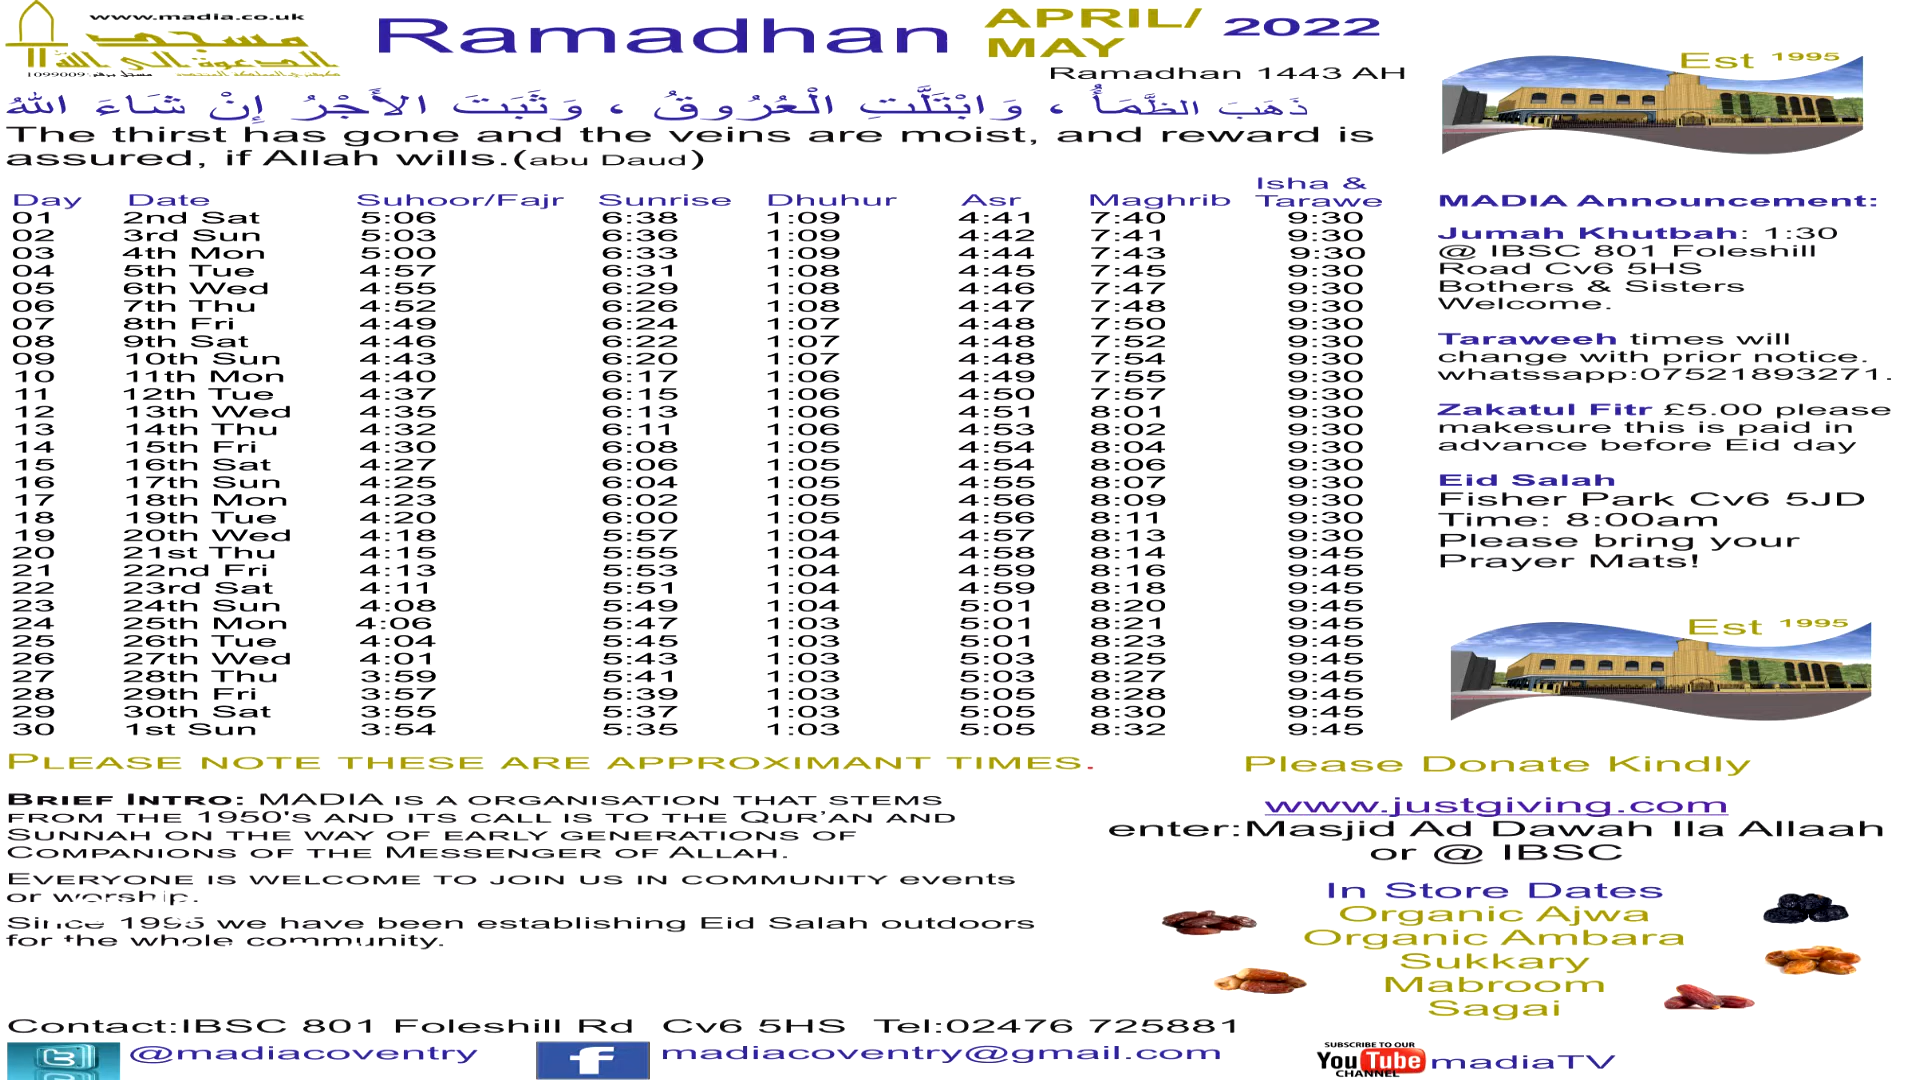 www.madia.co.uk
مسجد
الدعوة الى الله
1099009
Ramadhan
APRIL/
MAY
2022
Ramadhan 1443 AH
Est 1995
ذَهَبَ الظَّمَأُ ، وَابْتَلَّتِ الْعُرُوقُ ، وَثَبَتَ الأَجْرُ إِنْ شَاءَ اللهُ
The thirst has gone and the veins are moist, and reward is
assured, if Allah wills.(abu Daud)
Day Date Suhoor/Fajr Sunrise Dhuhur Asr Maghrib Isha & Tarawe
01 2nd Sat 5:06 6:38 1:09 4:41 7:40 9:30
02 3rd Sun 5:03 6:36 1:09 4:42 7:41 9:30
03 4th Mon 5:00 6:33 1:09 4:44 7:43 9:30
04 5th Tue 4:57 6:31 1:08 4:45 7:45 9:30
05 6th Wed 4:55 6:29 1:08 4:46 7:47 9:30
06 7th Thu 4:52 6:26 1:08 4:47 7:48 9:30
07 8th Fri 4:49 6:24 1:07 4:48 7:50 9:30
08 9th Sat 4:46 6:22 1:07 4:48 7:52 9:30
09 10th Sun 4:43 6:20 1:07 4:48 7:54 9:30
10 11th Mon 4:40 6:17 1:06 4:49 7:55 9:30
11 12th Tue 4:37 6:15 1:06 4:50 7:57 9:30
12 13th Wed 4:35 6:13 1:06 4:51 8:01 9:30
13 14th Thu 4:32 6:11 1:06 4:53 8:02 9:30
14 15th Fri 4:30 6:08 1:05 4:54 8:04 9:30
15 16th Sat 4:27 6:06 1:05 4:54 8:06 9:30
16 17th Sun 4:25 6:04 1:05 4:55 8:07 9:30
17 18th Mon 4:23 6:02 1:05 4:56 8:09 9:30
18 19th Tue 4:20 6:00 1:05 4:56 8:11 9:30
19 20th Wed 4:18 5:57 1:04 4:57 8:13 9:30
20 21st Thu 4:15 5:55 1:04 4:58 8:14 9:45
21 22nd Fri 4:13 5:53 1:04 4:59 8:16 9:45
22 23rd Sat 4:11 5:51 1:04 4:59 8:18 9:45
23 24th Sun 4:08 5:49 1:04 5:01 8:20 9:45
24 25th Mon 4:06 5:47 1:03 5:01 8:21 9:45
25 26th Tue 4:04 5:45 1:03 5:01 8:23 9:45
26 27th Wed 4:01 5:43 1:03 5:03 8:25 9:45
27 28th Thu 3:59 5:41 1:03 5:03 8:27 9:45
28 29th Fri 3:57 5:39 1:03 5:05 8:28 9:45
29 30th Sat 3:55 5:37 1:03 5:05 8:30 9:45
30 1st Sun 3:54 5:35 1:03 5:05 8:32 9:45
MADIA Announcement:
Jumah Khutbah: 1:30
@ IBSC 801 Foleshill
Road Cv6 5HS
Bothers & Sisters
Welcome.
Taraweeh times will
change with prior notice.
whatssapp:07521893271.
Zakatul Fitr £5.00 please
makesure this is paid in
advance before Eid day
Eid Salah
Fisher Park Cv6 5JD
Time: 8:00am
Please bring your
Prayer Mats!
Est 1995
PLEASE NOTE THESE ARE APPROXIMANT TIMES.
BRIEF INTRO: MADIA IS A ORGANISATION THAT STEMS
FROM THE 1950'S AND ITS CALL IS TO THE QUR'AN AND
SUNNAH ON THE WAY OF EARLY GENERATIONS OF
COMPANIONS OF THE MESSENGER OF ALLAH.
EVERYONE IS WELCOME TO JOIN US IN COMMUNITY events
or worship.
Since 1995 we have been establishing Eid Salah outdoors
for the whole community.
Please Donate Kindly
www.justgiving.com
enter:Masjid Ad Dawah Ila Allaah
or @ IBSC
In Store Dates
Organic Ajwa
Organic Ambara
Sukkary
Mabroom
Sagai
Contact:IBSC 801 Foleshill Rd Cv6 5HS Tel:02476 725881
@madiacoventry
madiacoventry@gmail.com
SUBSCRIBE TO OUR
YouTube
CHANNEL
madiaTV